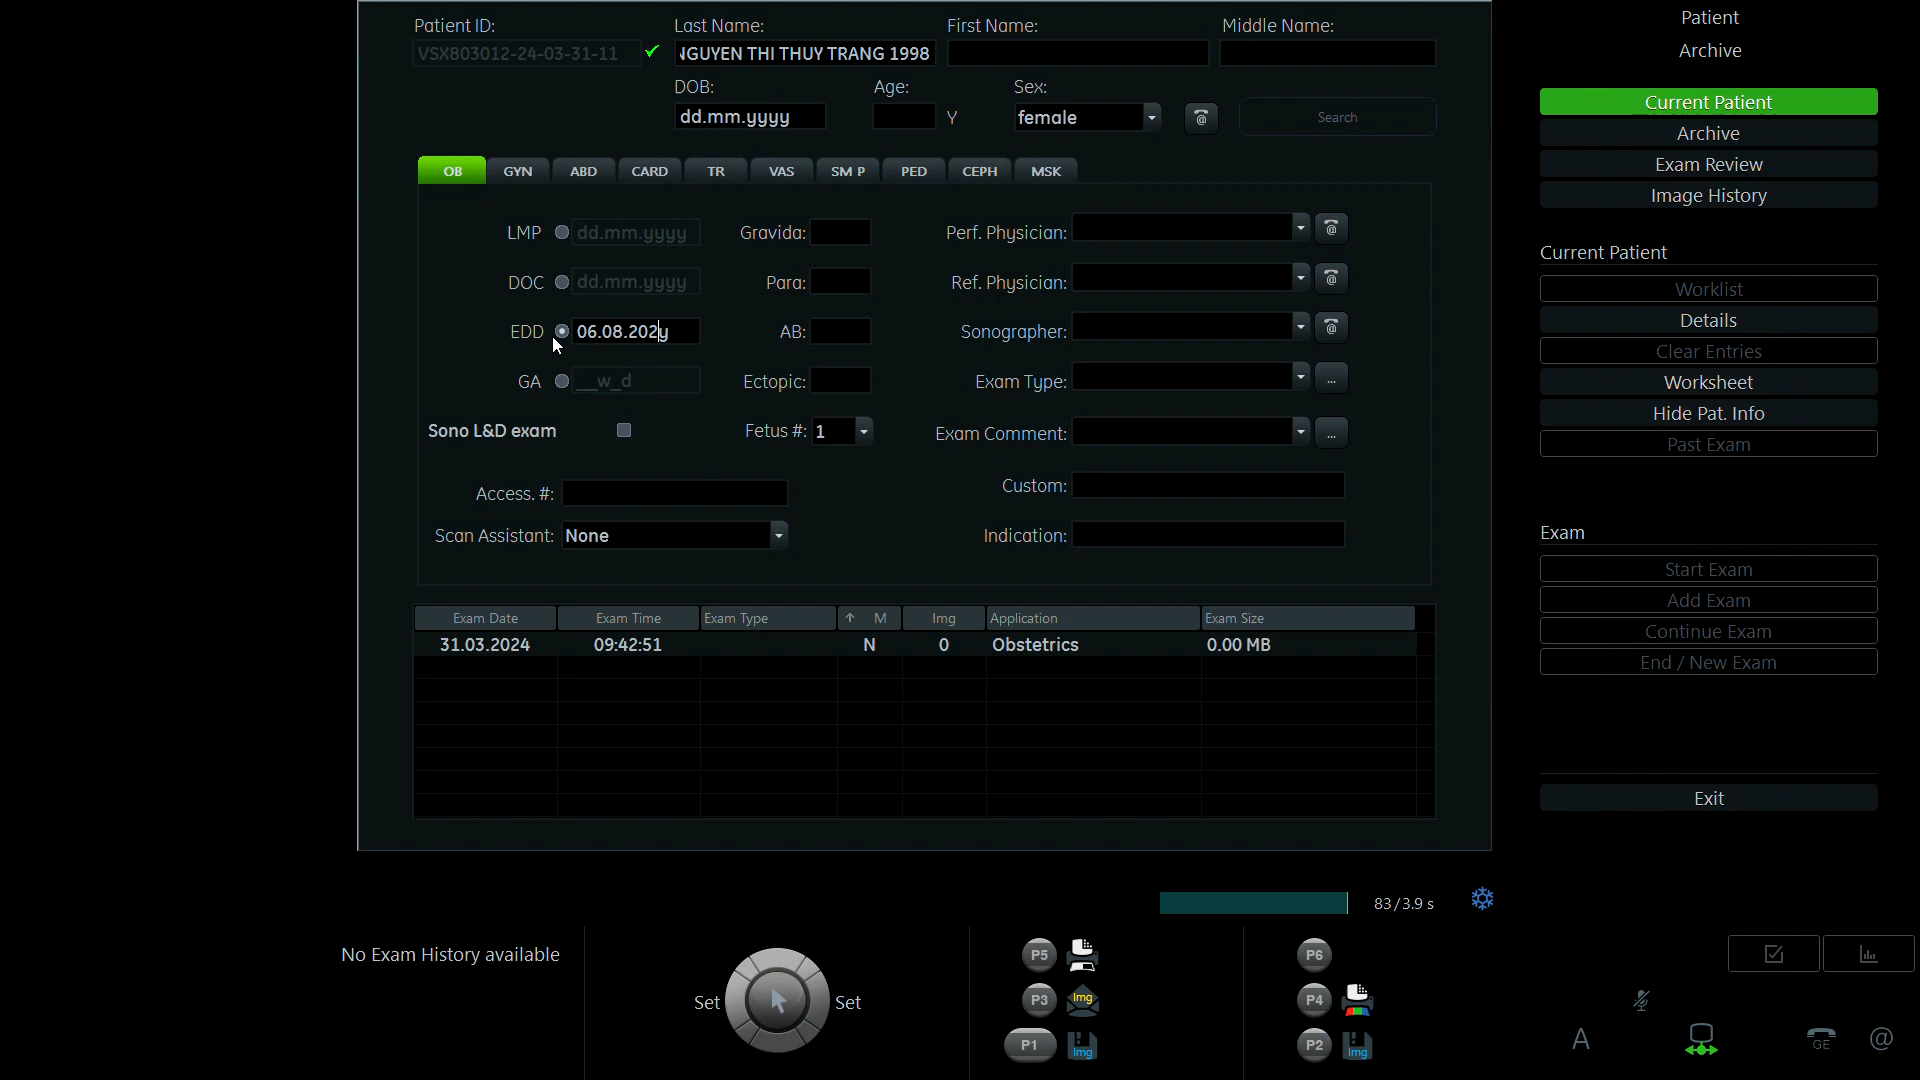 Patient ID: Last Name: First Name: Middle Name:
VSX803012-24-03-31-11 NGUYEN THI THUY TRANG 1998
DOB: Age: Sex:
dd.mm.yyyy Y female Search
OB GYN ABD CARD TR VAS SM P PED CEPH MSK
LMP dd.mm.yyyy Gravida: Perf. Physician:
DOC dd.mm.yyyy Para: Ref. Physician:
EDD 06.08.202y AB: Sonographer:
GA __w_d Ectopic: Exam Type: ...
Sono L&D exam Fetus #: 1 Exam Comment: ...
Access. #: Custom:
Scan Assistant: None Indication:
Exam Date Exam Time Exam Type ↑ M Img Application Exam Size
31.03.2024 09:42:51 N 0 Obstetrics 0.00 MB
83/3.9 s
Patient
Archive
Current Patient
Archive
Exam Review
Image History
Current Patient
Worklist
Details
Clear Entries
Worksheet
Hide Pat. Info
Past Exam
Exam
Start Exam
Add Exam
Continue Exam
End / New Exam
Exit
No Exam History available
Set Set
P5 P6
P3 Img P4
P1 Img P2 Img
A GE @